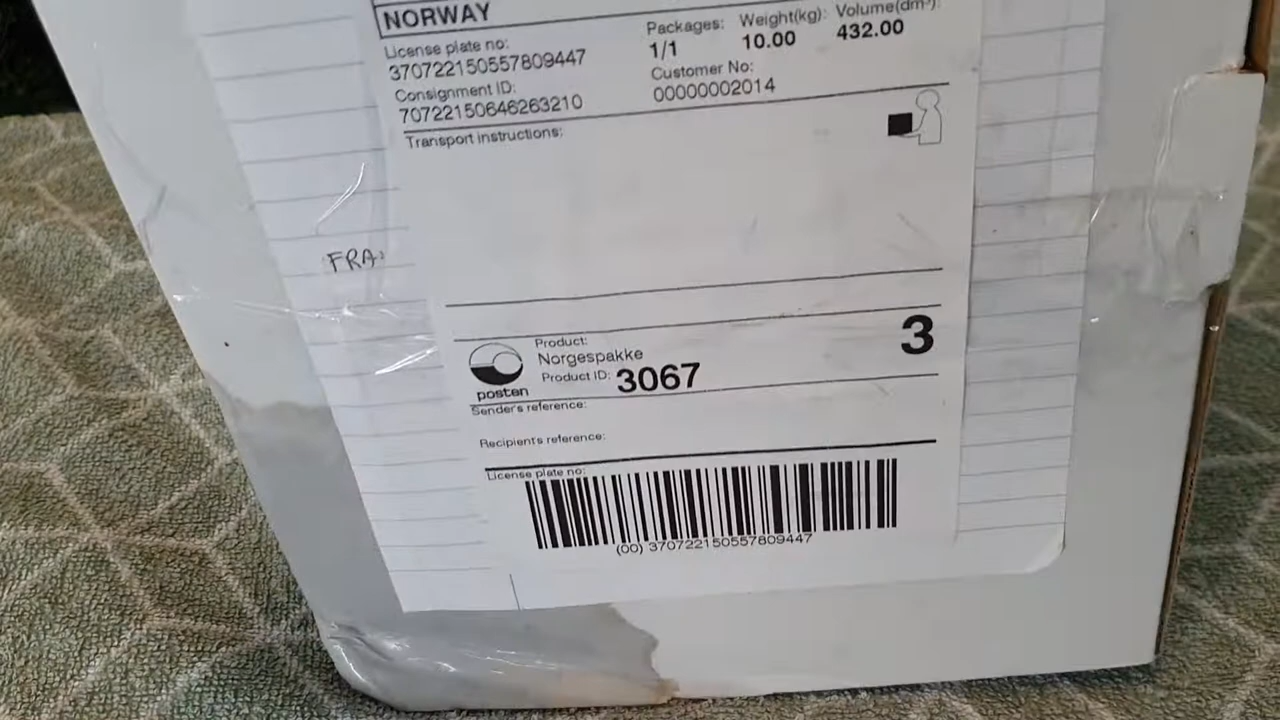 NORWAY
Packages: Weight(kg): Volume(dm³):
1/1 10.00 432.00
License plate no:
370722150557809447
Customer No:
00000002014
Consignment ID:
70722150646263210
Transport instructions:
FRA:
Product:
Norgespakke
3
Product ID: 3067
posten
Sender's reference:
Recipient's reference:
License plate no:
(00) 370722150557809447